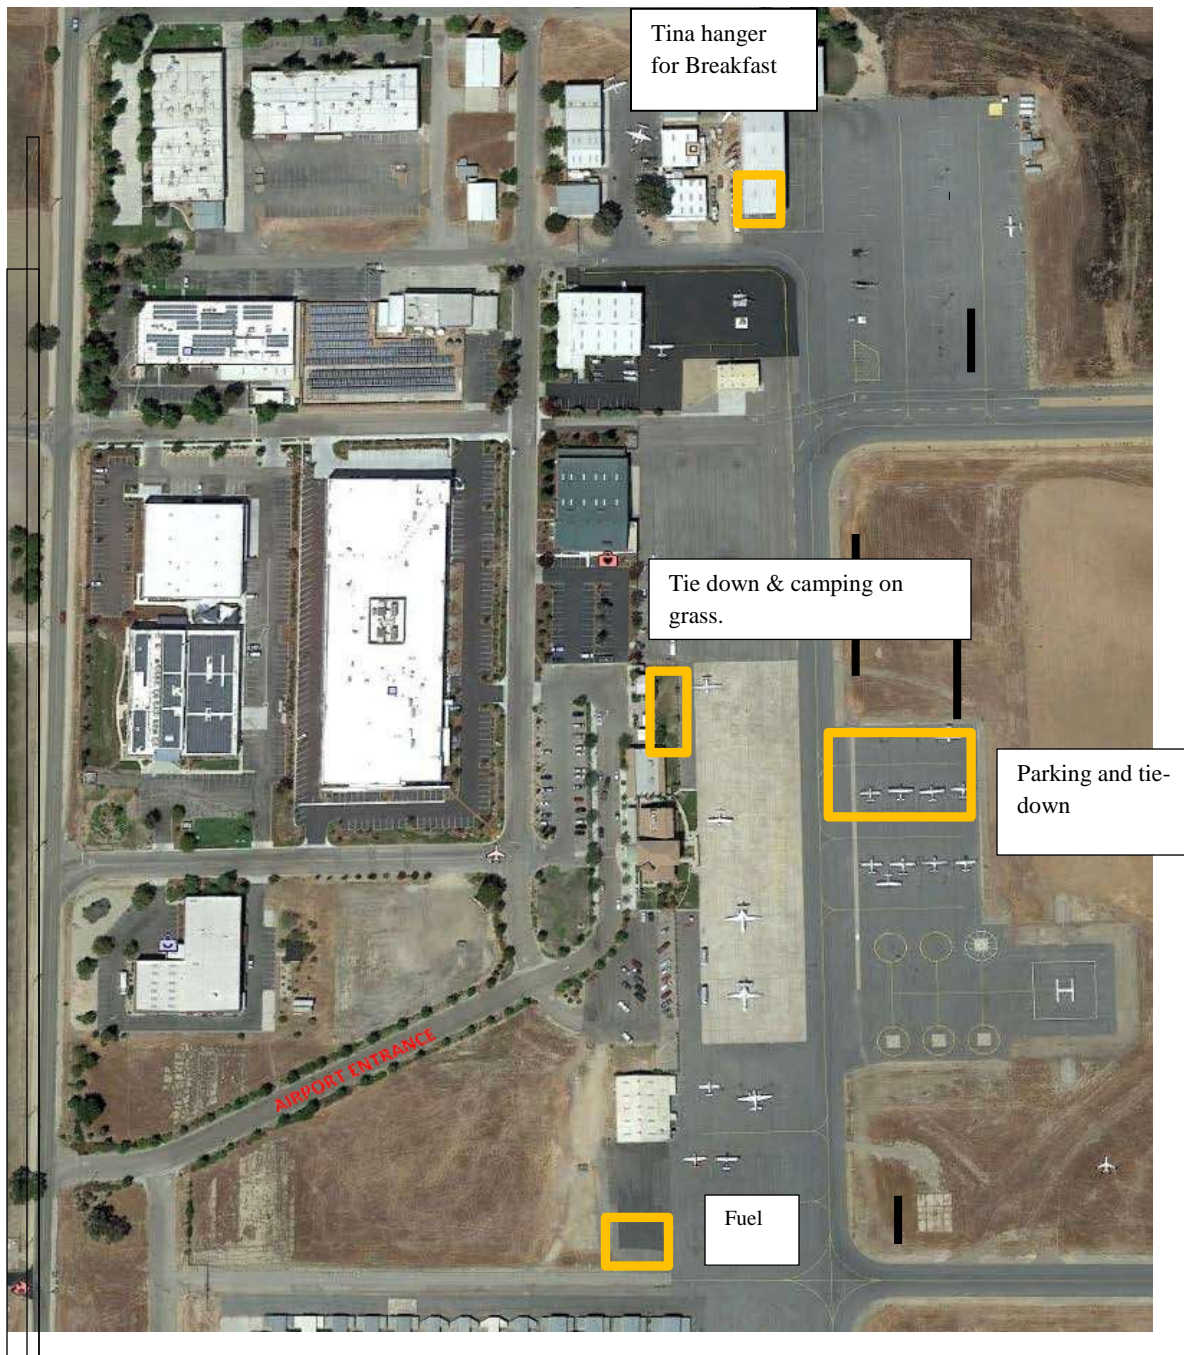 Tina hanger
for Breakfast
Tie down & camping on
grass.
Parking and tie-
down
H
AIRPORT ENTRANCE
Fuel